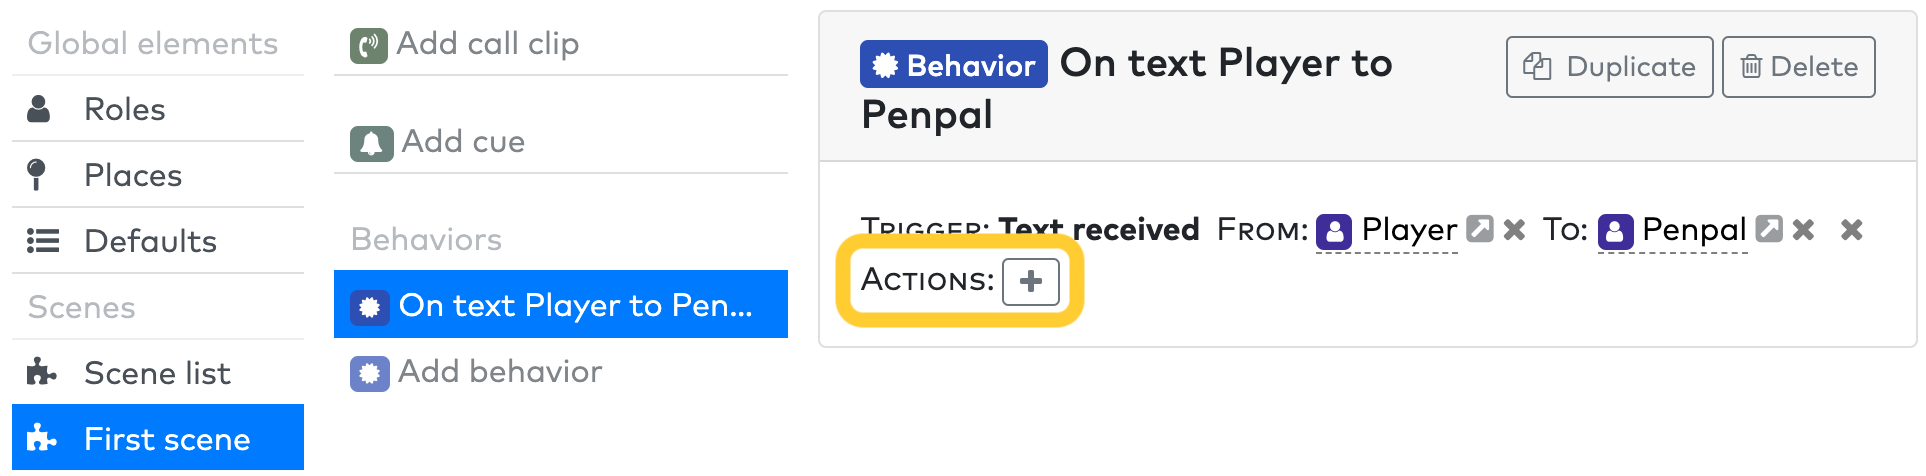 Global elements
Roles
Places
Defaults
Scenes
Scene list
First scene
Add call clip
Add cue
Behaviors
On text Player to Pen...
Add behavior
Behavior On text Player to
Penpal
Duplicate
Delete
TRIGGER: Text received FROM: Player To: Penpal
ACTIONS: